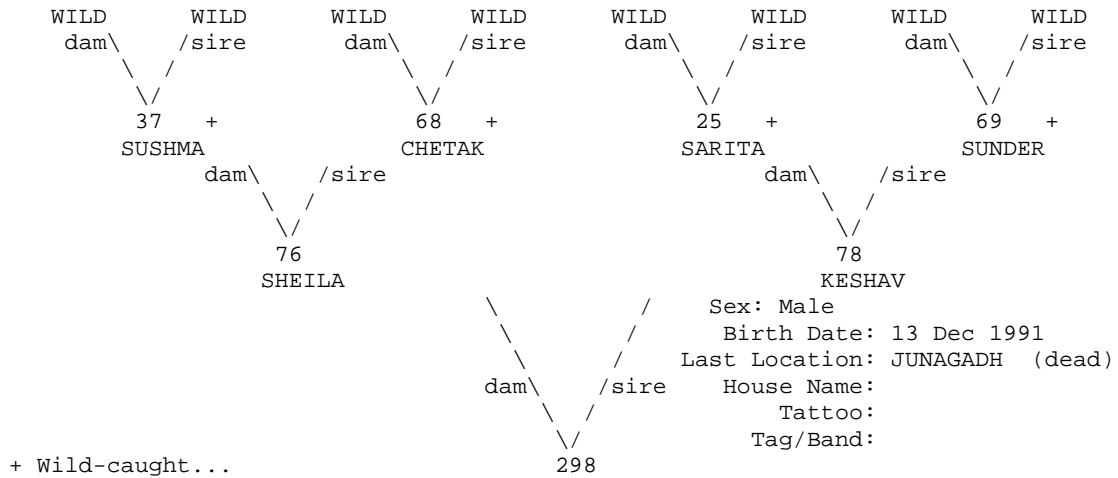 WILD WILD WILD WILD WILD WILD WILD WILD
dam\ /sire dam\ /sire dam\ /sire dam\ /sire
\ / \ / \ / \ /
\/ \/ \/ \/
37 + 68 + 25 + 69 +
SUSHMA CHETAK SARITA SUNDER
dam\ /sire dam\ /sire
\ / \ /
\/ \/
76 78
SHEILA KESHAV
\ / Sex: Male
\ / Birth Date: 13 Dec 1991
\ / Last Location: JUNAGADH (dead)
dam\ /sire House Name:
\ / Tattoo:
\/ Tag/Band:
+ Wild-caught... 298